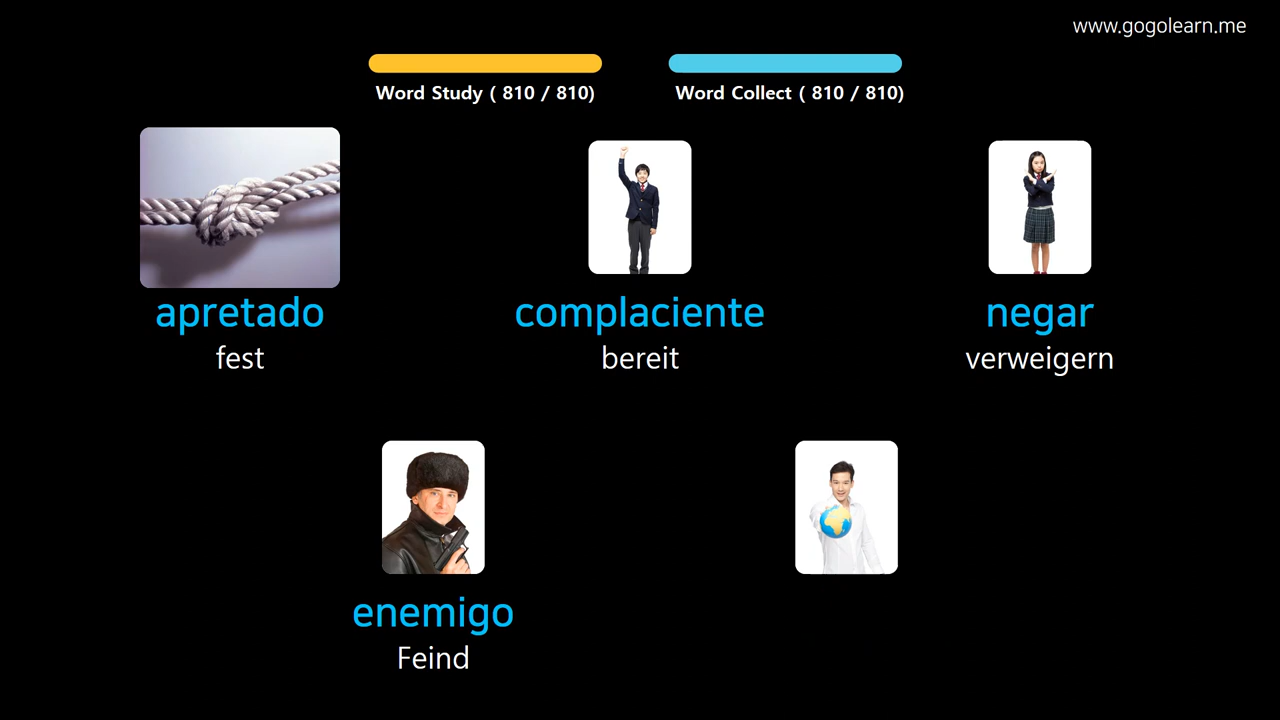 www.gogolearn.me
Word Study ( 810 / 810)
Word Collect ( 810 / 810)
apretado
fest
complaciente
bereit
negar
verweigern
enemigo
Feind